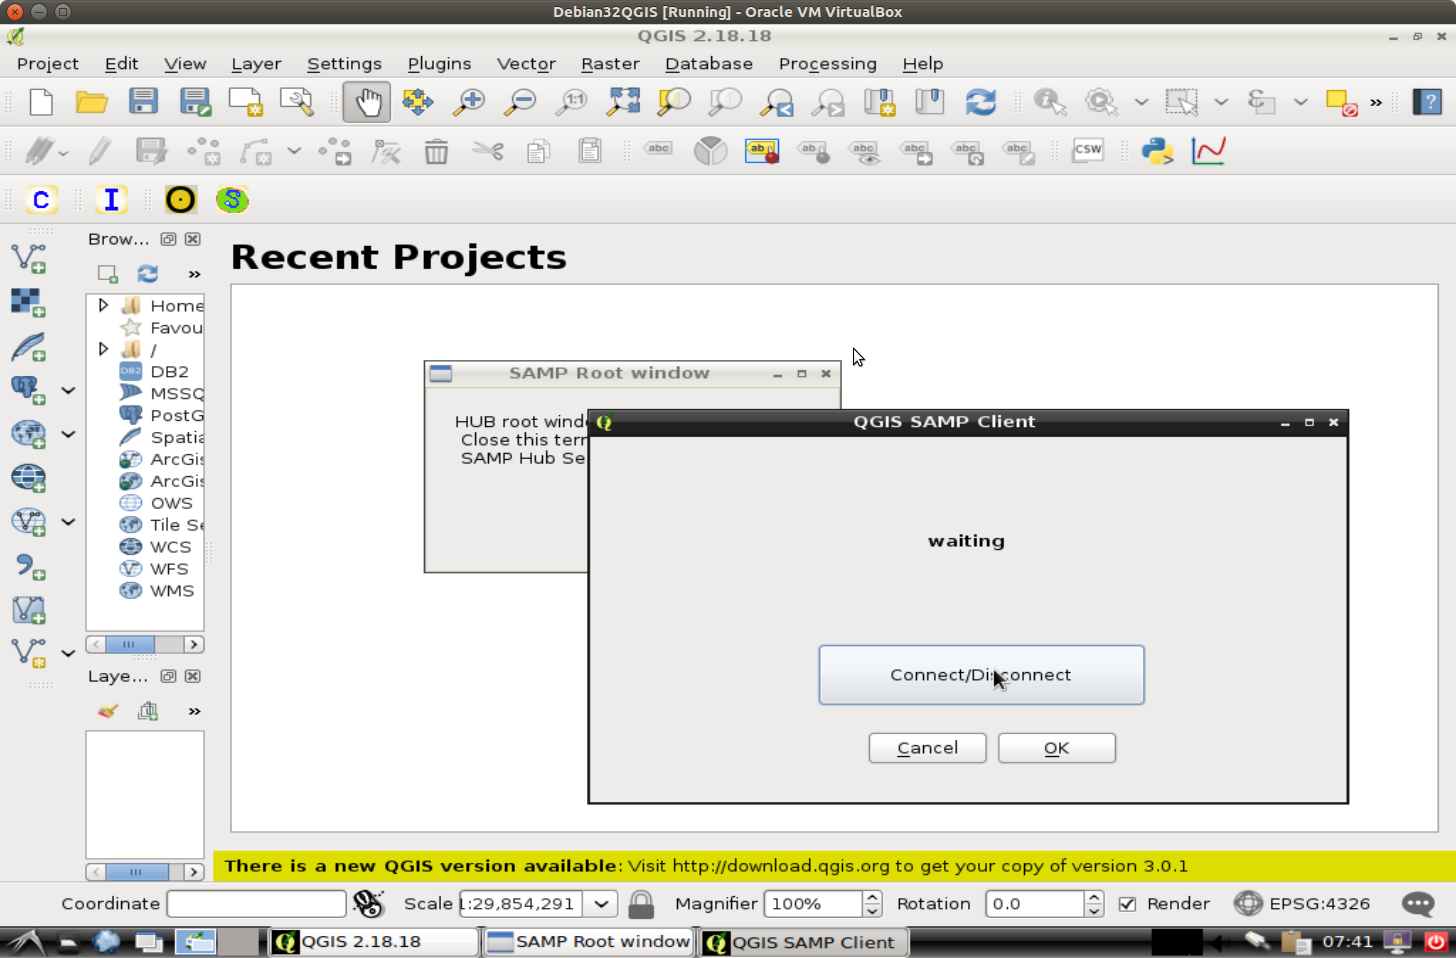 Debian32QGIS [Running] - Oracle VM VirtualBox
QGIS 2.18.18
Project Edit View Layer Settings Plugins Vector Raster Database Processing Help
1:1
abc ab abc abc abc abc abc CSW
C I S
Brow...
Recent Projects
Home
Favou
/
DB2 DB2
MSSQ
PostG
Spatia
ArcGis
ArcGis
OWS
Tile Se
WCS
WFS
WMS
SAMP Root window
HUB root wind
Close this terr
SAMP Hub Se
QGIS SAMP Client
waiting
Connect/Disconnect
Cancel OK
Laye...
There is a new QGIS version available: Visit http://download.qgis.org to get your copy of version 3.0.1
Coordinate Scale 1:29,854,291 Magnifier 100% Rotation 0.0 Render EPSG:4326
QGIS 2.18.18 SAMP Root window QGIS SAMP Client 07:41